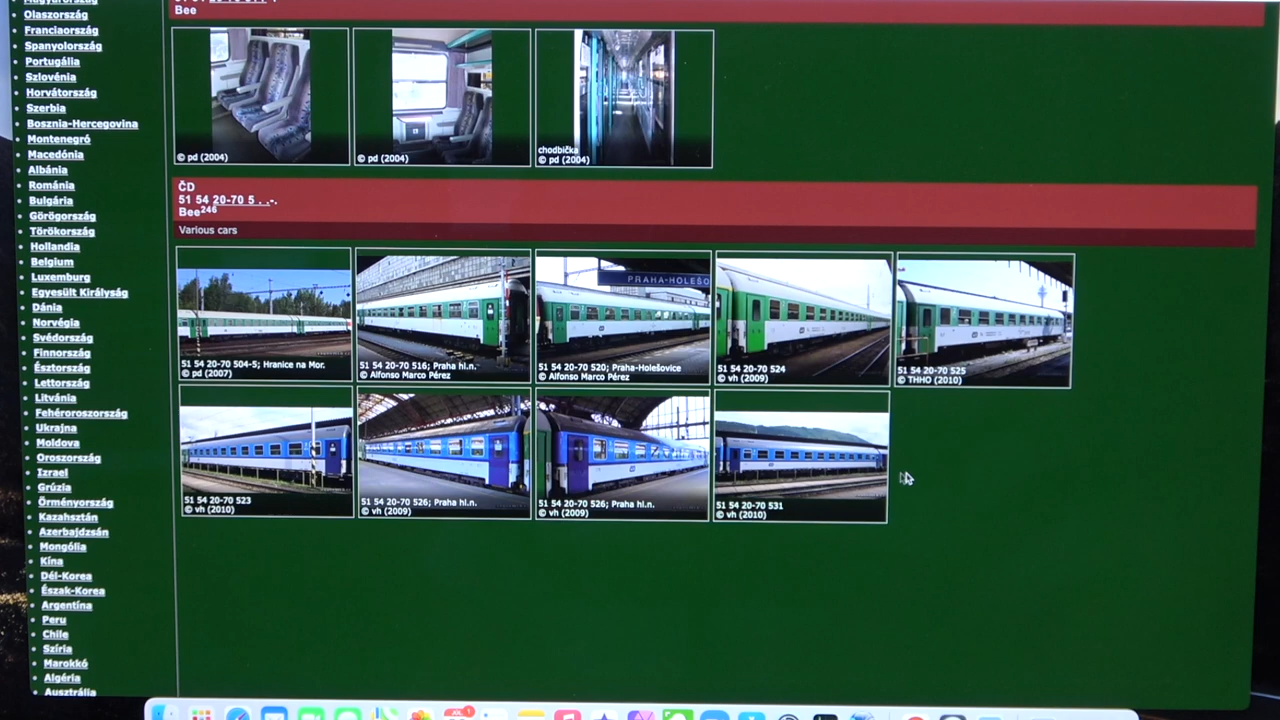 Olaszország
Franciaország
Spanyolország
Portugália
Szlovénia
Horvátország
Szerbia
Bosznia-Hercegovina
Montenegró
Macedónia
Albánia
Románia
Bulgária
Görögország
Törökország
Hollandia
Belgium
Luxemburg
Egyesült Királyság
Dánia
Norvégia
Svédország
Finnország
Észtország
Lettország
Litvánia
Fehéroroszország
Ukrajna
Moldova
Oroszország
Izrael
Grúzia
Örményország
Kazahsztán
Azerbajdzsán
Mongólia
Kína
Dél-Korea
Észak-Korea
Argentína
Peru
Chile
Szíria
Marokkó
Algéria
Ausztrália
Bee
© pd (2004)
© pd (2004)
chodbička
© pd (2004)
ČD
51 54 20-70 5 . .-.
Bee246
Various cars
PRAHA-HOLEŠO
51 54 20-70 504-5; Hranice na Mor.
© pd (2007)
51 54 20-70 516; Praha hl.n.
© Alfonso Marco Pérez
51 54 20-70 520; Praha-Holešovice
© Alfonso Marco Pérez
51 54 20-70 524
© vh (2009)
51 54 20-70 525
© THHO (2010)
51 54 20-70 523
© vh (2010)
51 54 20-70 526; Praha hl.n.
© vh (2009)
51 54 20-70 526; Praha hl.n.
© vh (2009)
51 54 20-70 531
© vh (2010)